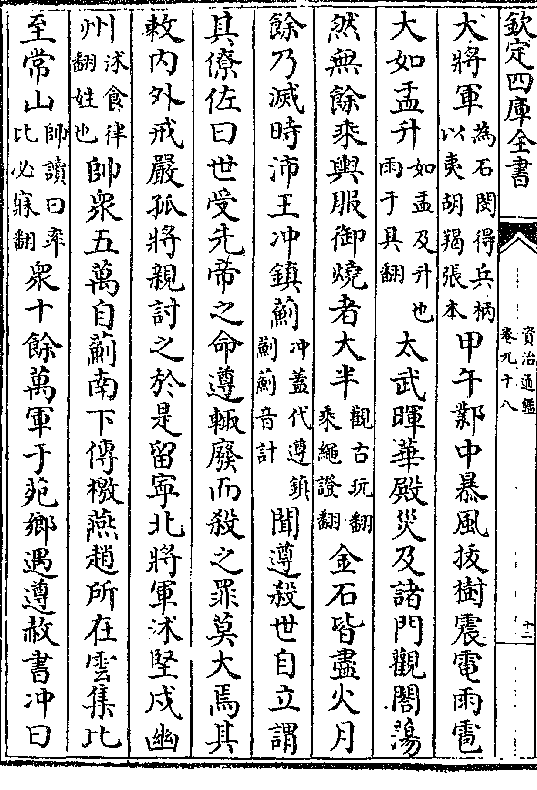 欽定四庫全書
資治通鑑
卷九十八
十二
大將軍為石閔得兵柄以夷胡羯張本甲午鄴中暴風拔樹震電雨雹
大如盂升如盂及升也雨于具翻太武暉華殿災及諸門觀閣蕩
然無餘乘輿服御燒者大半觀古玩翻乘繩證翻金石皆盡火月
餘乃滅時沛王冲鎮薊冲蓋代遵鎮薊薊音計聞遵殺世自立謂
其僚佐曰世受先帝之命遵輒廢而殺之罪莫大焉其
敕内外戒嚴孤將親討之於是留寧北將軍沭堅戍幽
州沭食律翻姓也帥衆五萬自薊南下傳檄燕趙所在雲集比
至常山帥讀曰率比必寐翻衆十餘萬軍于苑鄉遇遵赦書冲曰